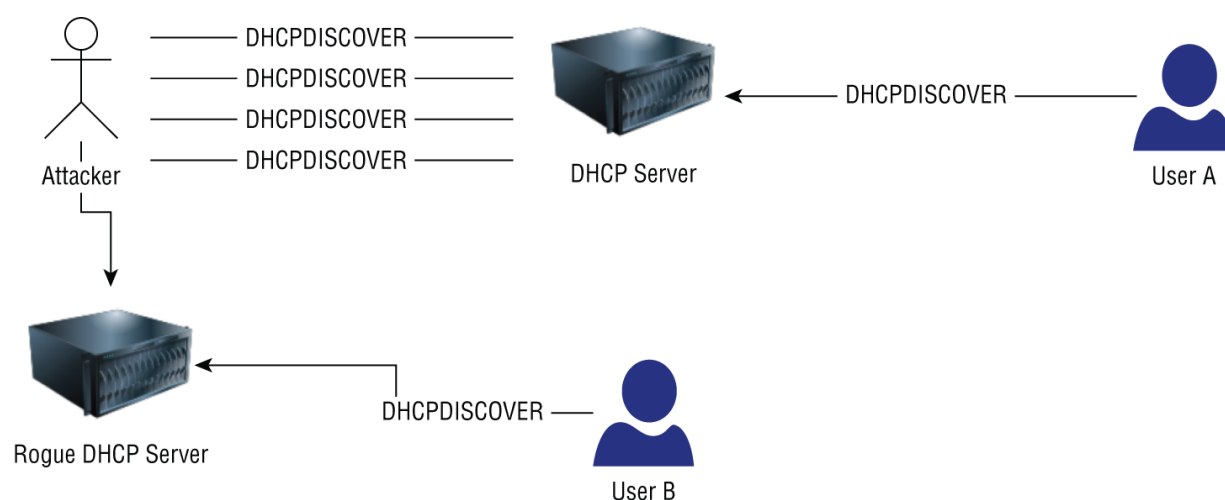 DHCPDISCOVER
DHCPDISCOVER
DHCPDISCOVER
DHCPDISCOVER
Attacker
DHCP Server
DHCPDISCOVER
User A
Rogue DHCP Server
DHCPDISCOVER
User B